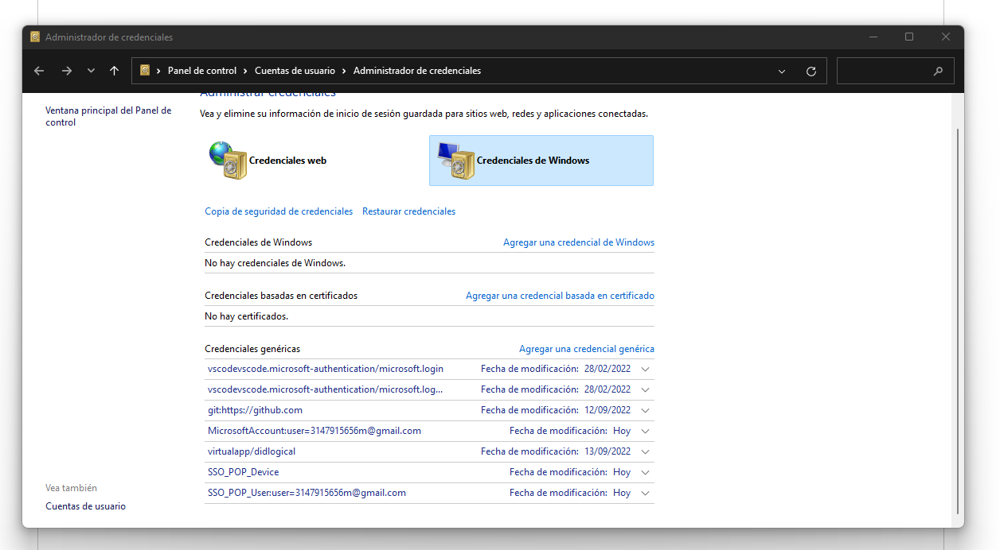 Administrador de credenciales
Panel de control › Cuentas de usuario › Administrador de credenciales
Administrar credenciales
Ventana principal del Panel de
control
Vea y elimine su información de inicio de sesión guardada para sitios web, redes y aplicaciones conectadas.
Credenciales web
Credenciales de Windows
Copia de seguridad de credenciales Restaurar credenciales
Credenciales de Windows Agregar una credencial de Windows
No hay credenciales de Windows.
Credenciales basadas en certificados Agregar una credencial basada en certificado
No hay certificados.
Credenciales genéricas Agregar una credencial genérica
vscodevscode.microsoft-authentication/microsoft.login Fecha de modificación: 28/02/2022
vscodevscode.microsoft-authentication/microsoft.log... Fecha de modificación: 28/02/2022
git:https://github.com Fecha de modificación: 12/09/2022
MicrosoftAccount:user=3147915656m@gmail.com Fecha de modificación: Hoy
virtualapp/didlogical Fecha de modificación: 13/09/2022
SSO_POP_Device Fecha de modificación: Hoy
SSO_POP_User:user=3147915656m@gmail.com Fecha de modificación: Hoy
Vea también
Cuentas de usuario